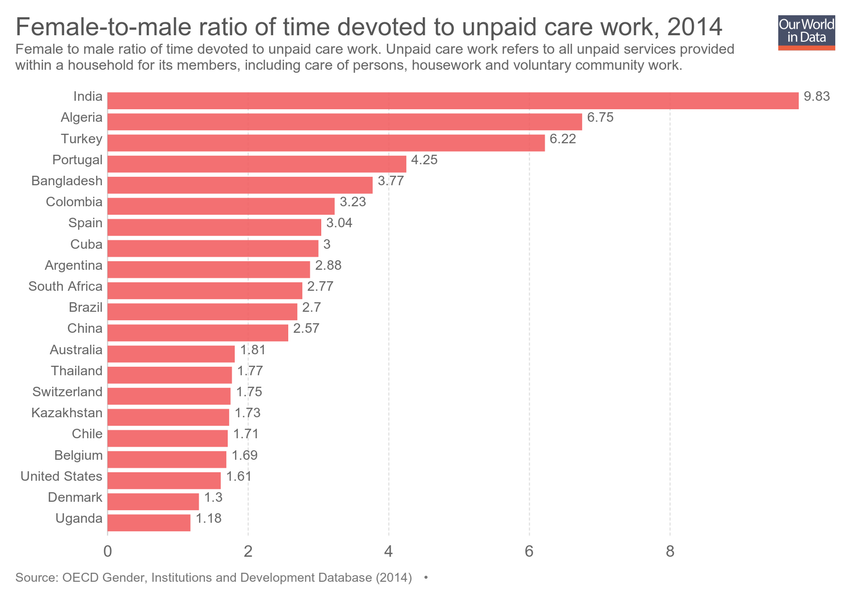 Female-to-male ratio of time devoted to unpaid care work, 2014
Our World
in Data
Female to male ratio of time devoted to unpaid care work. Unpaid care work refers to all unpaid services provided
within a household for its members, including care of persons, housework and voluntary community work.
India 9.83
Algeria 6.75
Turkey 6.22
Portugal 4.25
Bangladesh 3.77
Colombia 3.23
Spain 3.04
Cuba 3
Argentina 2.88
South Africa 2.77
Brazil 2.7
China 2.57
Australia 1.81
Thailand 1.77
Switzerland 1.75
Kazakhstan 1.73
Chile 1.71
Belgium 1.69
United States 1.61
Denmark 1.3
Uganda 1.18
0 2 4 6 8
Source: OECD Gender, Institutions and Development Database (2014) •